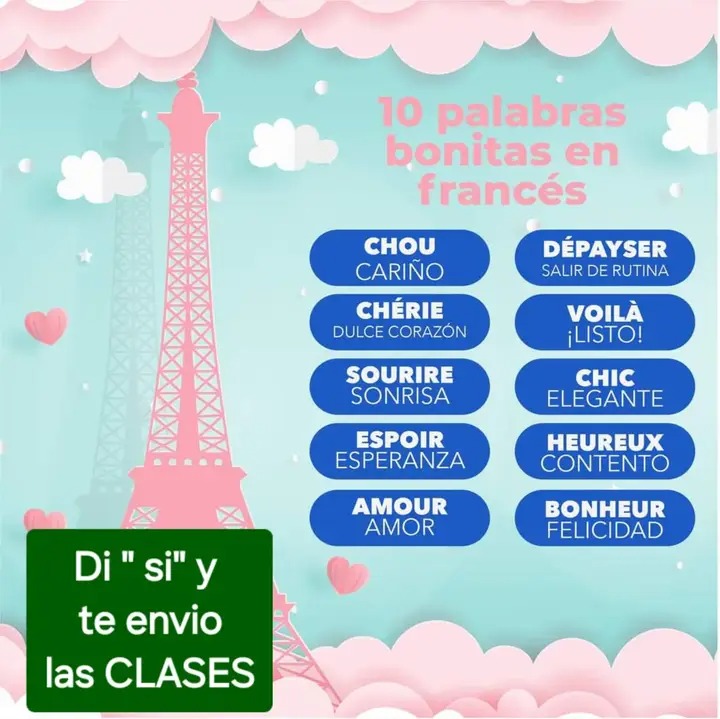 10 palabras
bonitas en
francés
CHOU
CARIÑO
CHÉRIE
DULCE CORAZÓN
SOURIRE
SONRISA
ESPOIR
ESPERANZA
AMOUR
AMOR
DÉPAYSER
SALIR DE RUTINA
VOILÀ
¡LISTO!
CHIC
ELEGANTE
HEUREUX
CONTENTO
BONHEUR
FELICIDAD
Di " si" y
te envio
las CLASES